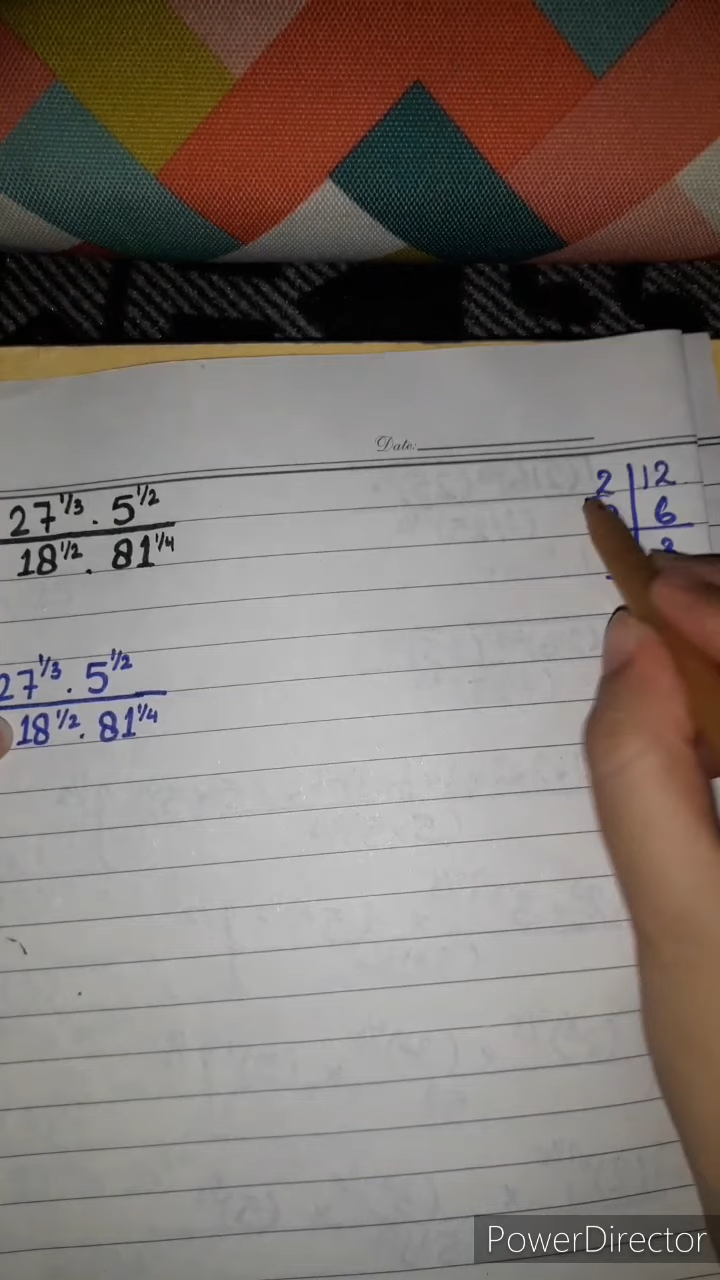 Date:
27^1/3 . 5^1/2
18^1/2 . 81^1/4
2 | 12
6
27^1/3 . 5^1/2
18^1/2 . 81^1/4
PowerDirector